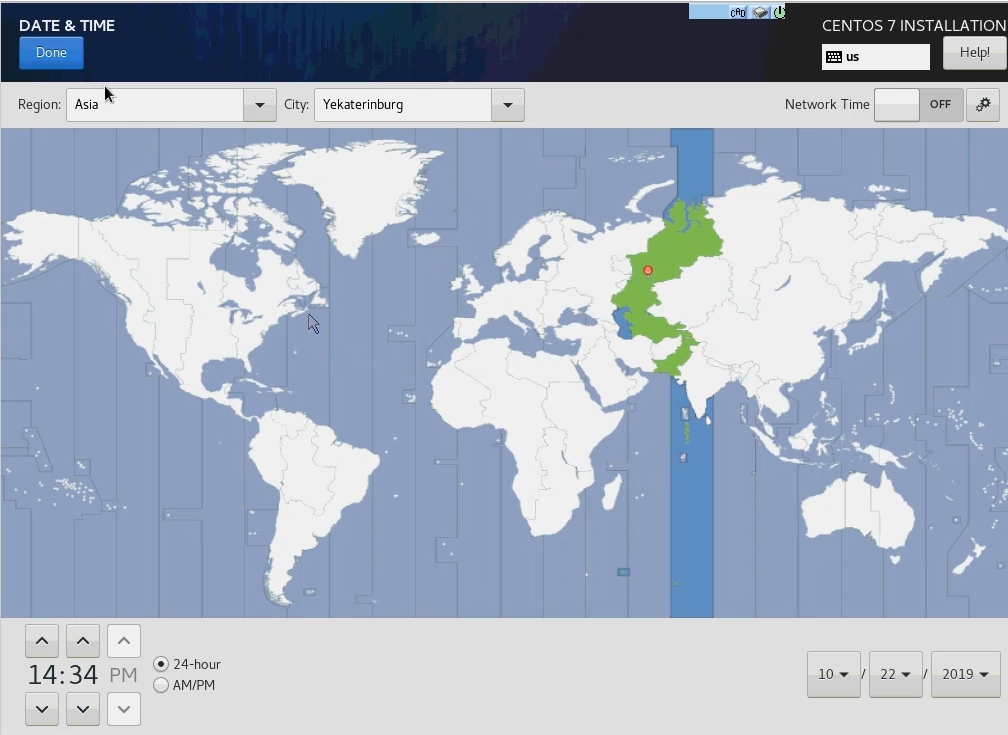 CAD
DATE & TIME
CENTOS 7 INSTALLATION
Done
us
Help!
Region: Asia City: Yekaterinburg Network Time OFF
14:34 PM
24-hour
AM/PM
10 / 22 / 2019